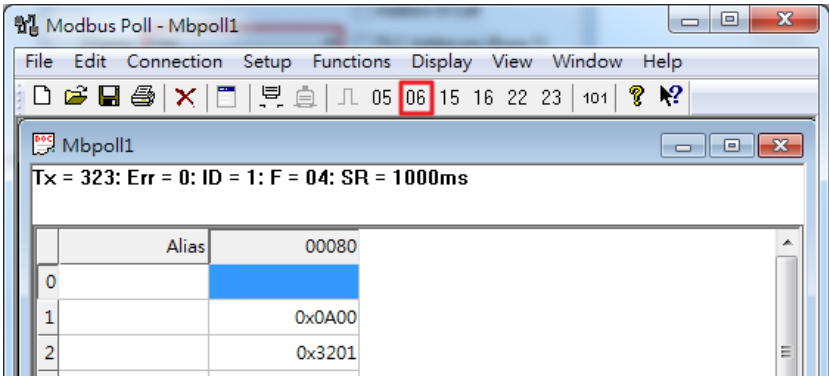 Modbus Poll - Mbpoll1
File Edit Connection Setup Functions Display View Window Help
05 06 15 16 22 23 101
Mbpoll1
Tx = 323: Err = 0: ID = 1: F = 04: SR = 1000ms
Alias 00080
0
1 0x0A00
2 0x3201